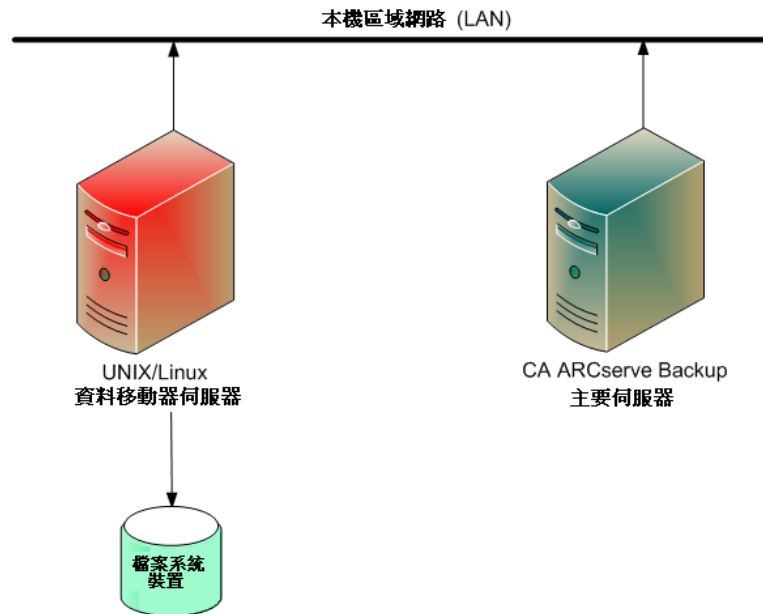 本機區域網路 (LAN)
UNIX/Linux
資料移動器伺服器
CA ARCserve Backup
主要伺服器
檔案系統
裝置